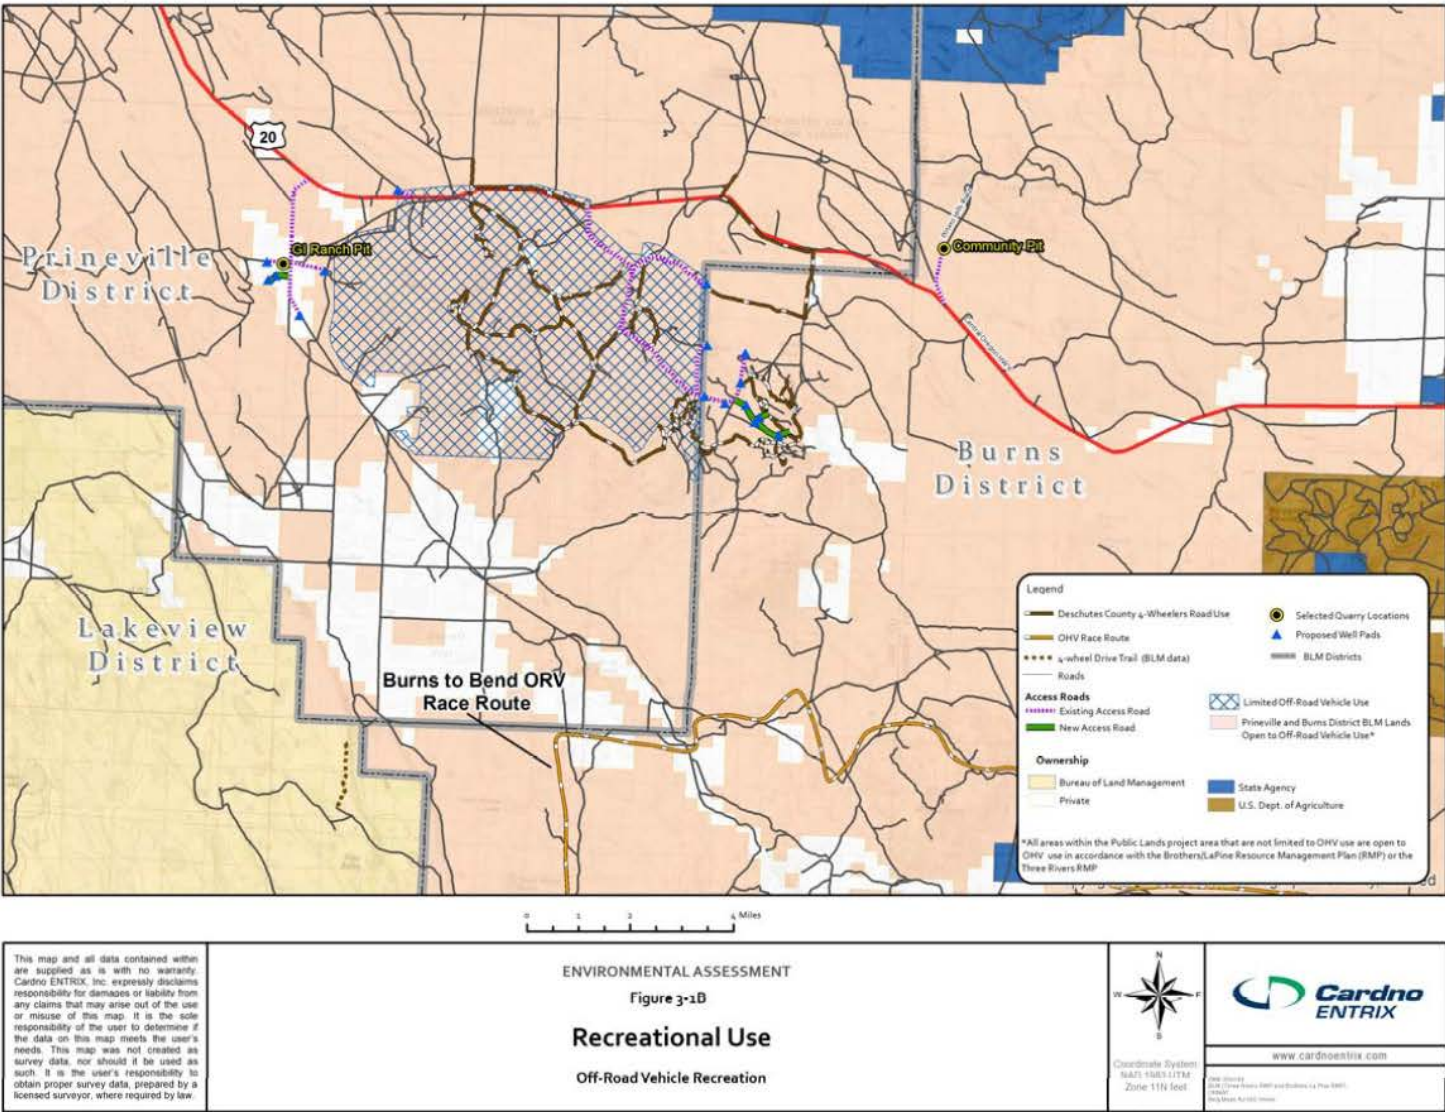 20
GI Ranch Pit
Community Pit
Prineville
District
Central Oregon Hwy
Burns
District
Lakeview
District
Burns to Bend ORV
Race Route
Legend
Deschutes County 4-Wheelers Road Use
OHV Race Route
4-wheel Drive Trail (BLM data)
Roads
Access Roads
Existing Access Road
New Access Road
Ownership
Bureau of Land Management
Private
Selected Quarry Locations
Proposed Well Pads
BLM Districts
Limited Off-Road Vehicle Use
Prineville and Burns District BLM Lands
Open to Off-Road Vehicle Use*
State Agency
U.S. Dept. of Agriculture
*All areas within the Public Lands project area that are not limited to OHV use are open to
OHV use in accordance with the Brothers/LaPine Resource Management Plan (RMP) or the
Three Rivers RMP
0 1 2 4 Miles
This map and all data contained within
are supplied as is with no warranty.
Cardno ENTRIX, Inc. expressly disclaims
responsibility for damages or liability from
any claims that may arise out of the use
or misuse of this map. It is the sole
responsibility of the user to determine if
the data on this map meets the user's
needs. This map was not created as
survey data, nor should it be used as
such. It is the user's responsibility to
obtain proper survey data, prepared by a
licensed surveyor, where required by law.
ENVIRONMENTAL ASSESSMENT
Figure 3-1B
Recreational Use
Off-Road Vehicle Recreation
N
W E
S
Coordinate System
NAD 1983 UTM
Zone 11N feet
Cardno
ENTRIX
www.cardnoentrix.com